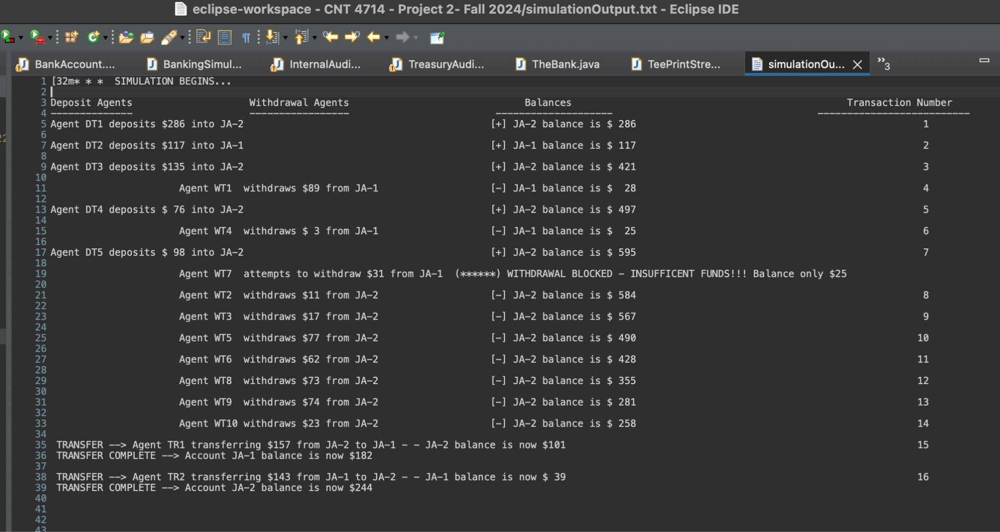 eclipse-workspace - CNT 4714 - Project 2- Fall 2024/simulationOutput.txt - Eclipse IDE
BankAccount.... BankingSimul... InternalAudi... TreasuryAudi... TheBank.java TeePrintStre... simulationOu... »3
1 [32m* * *  SIMULATION BEGINS...
2
3 Deposit Agents Withdrawal Agents Balances Transaction Number
4 -------------- ----------------- -------------------- --------------------------
5 Agent DT1 deposits $286 into JA-2 [+] JA-2 balance is $ 286 1
6
7 Agent DT2 deposits $117 into JA-1 [+] JA-1 balance is $ 117 2
8
9 Agent DT3 deposits $135 into JA-2 [+] JA-2 balance is $ 421 3
10
11 Agent WT1  withdraws $89 from JA-1 [-] JA-1 balance is $  28 4
12
13 Agent DT4 deposits $ 76 into JA-2 [+] JA-2 balance is $ 497 5
14
15 Agent WT4  withdraws $ 3 from JA-1 [-] JA-1 balance is $  25 6
16
17 Agent DT5 deposits $ 98 into JA-2 [+] JA-2 balance is $ 595 7
18
19 Agent WT7  attempts to withdraw $31 from JA-1  (******) WITHDRAWAL BLOCKED - INSUFFICENT FUNDS!!! Balance only $25
20
21 Agent WT2  withdraws $11 from JA-2 [-] JA-2 balance is $ 584 8
22
23 Agent WT3  withdraws $17 from JA-2 [-] JA-2 balance is $ 567 9
24
25 Agent WT5  withdraws $77 from JA-2 [-] JA-2 balance is $ 490 10
26
27 Agent WT6  withdraws $62 from JA-2 [-] JA-2 balance is $ 428 11
28
29 Agent WT8  withdraws $73 from JA-2 [-] JA-2 balance is $ 355 12
30
31 Agent WT9  withdraws $74 from JA-2 [-] JA-2 balance is $ 281 13
32
33 Agent WT10 withdraws $23 from JA-2 [-] JA-2 balance is $ 258 14
34
35 TRANSFER --> Agent TR1 transferring $157 from JA-2 to JA-1 - - JA-2 balance is now $101 15
36 TRANSFER COMPLETE --> Account JA-1 balance is now $182
37
38 TRANSFER --> Agent TR2 transferring $143 from JA-1 to JA-2 - - JA-1 balance is now $ 39 16
39 TRANSFER COMPLETE --> Account JA-2 balance is now $244
40
41
42
43